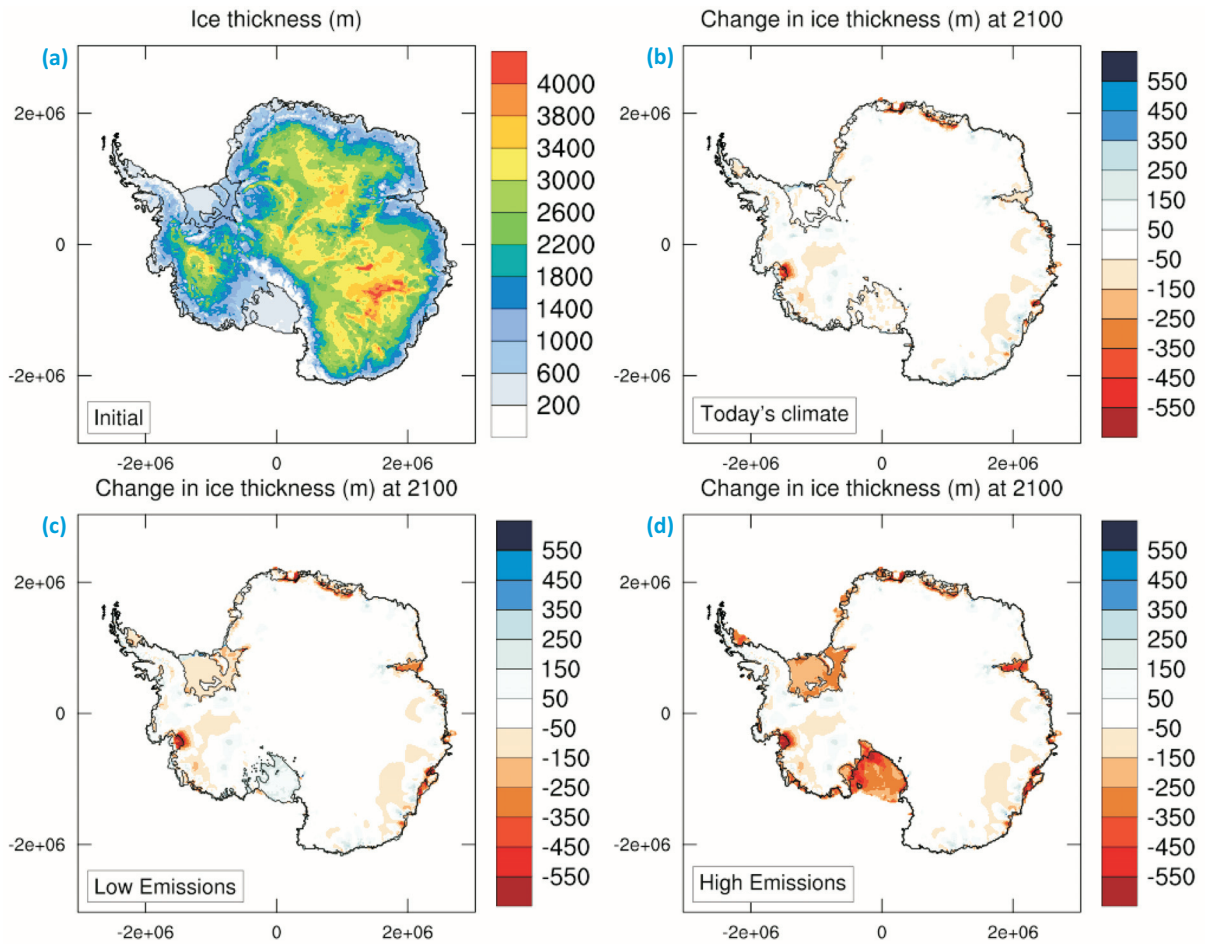 Ice thickness (m)
(a)
2e+06
0
-2e+06
-2e+06
0
2e+06
Initial
4000
3800
3400
3000
2600
2200
1800
1400
1000
600
200
Change in ice thickness (m) at 2100
(b)
2e+06
0
-2e+06
-2e+06
0
2e+06
Today's climate
550
450
350
250
150
50
-50
-150
-250
-350
-450
-550
Change in ice thickness (m) at 2100
(c)
2e+06
0
-2e+06
-2e+06
0
2e+06
Low Emissions
550
450
350
250
150
50
-50
-150
-250
-350
-450
-550
Change in ice thickness (m) at 2100
(d)
2e+06
0
-2e+06
-2e+06
0
2e+06
High Emissions
550
450
350
250
150
50
-50
-150
-250
-350
-450
-550